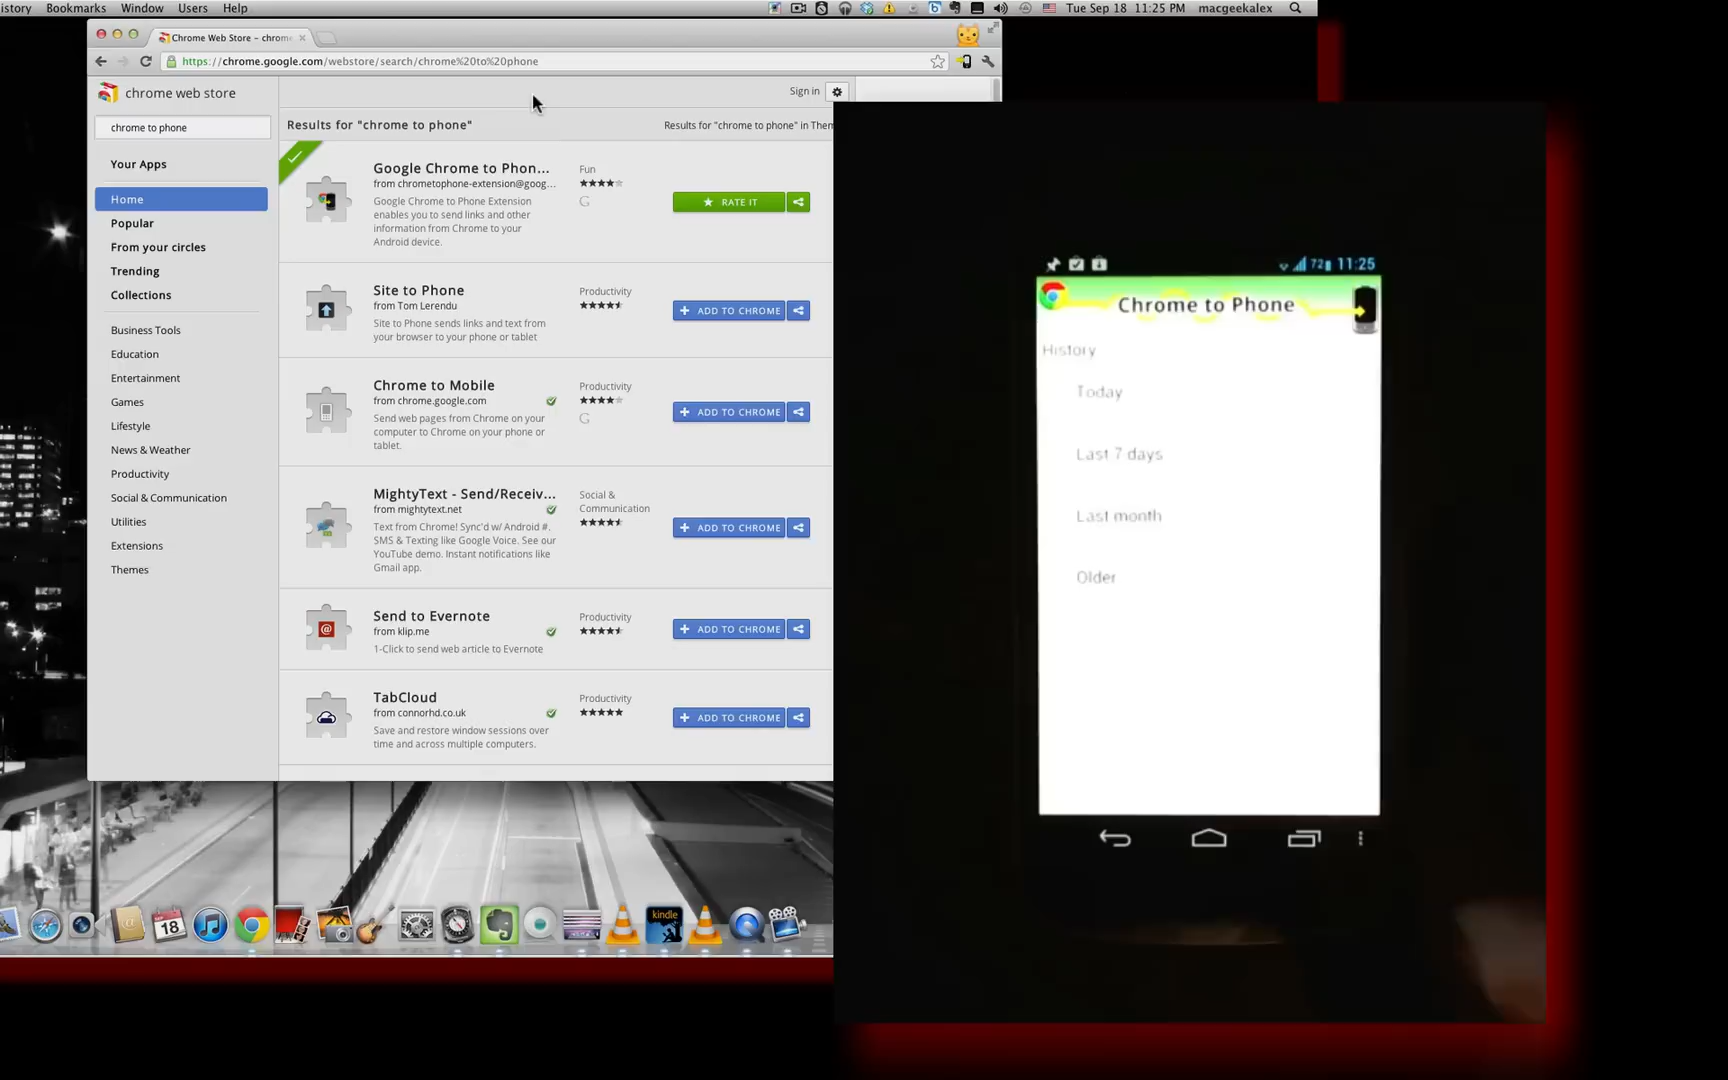 istory Bookmarks Window Users Help
Tue Sep 18 11:25 PM macgeekalex
Chrome Web Store – chrome
https://chrome.google.com/webstore/search/chrome%20to%20phone
chrome web store
Sign in
chrome to phone
Your Apps
Home
Popular
From your circles
Trending
Collections
Business Tools
Education
Entertainment
Games
Lifestyle
News & Weather
Productivity
Social & Communication
Utilities
Extensions
Themes
Results for "chrome to phone"
Results for "chrome to phone" in Them
Google Chrome to Phon...
from chrometophone-extension@goog...
Google Chrome to Phone Extension
enables you to send links and other
information from Chrome to your
Android device.
Fun
G
RATE IT
Site to Phone
from Tom Lerendu
Site to Phone sends links and text from
your browser to your phone or tablet
Productivity
ADD TO CHROME
Chrome to Mobile
from chrome.google.com
Send web pages from Chrome on your
computer to Chrome on your phone or
tablet.
Productivity
G
ADD TO CHROME
MightyText - Send/Receiv...
from mightytext.net
Text from Chrome! Sync'd w/ Android #.
SMS & Texting like Google Voice. See our
YouTube demo. Instant notifications like
Gmail app.
Social &
Communication
ADD TO CHROME
Send to Evernote
from klip.me
1-Click to send web article to Evernote
Productivity
ADD TO CHROME
TabCloud
from connorhd.co.uk
Save and restore window sessions over
time and across multiple computers.
Productivity
ADD TO CHROME
18
kindle
72 11:25
Chrome to Phone
History
Today
Last 7 days
Last month
Older